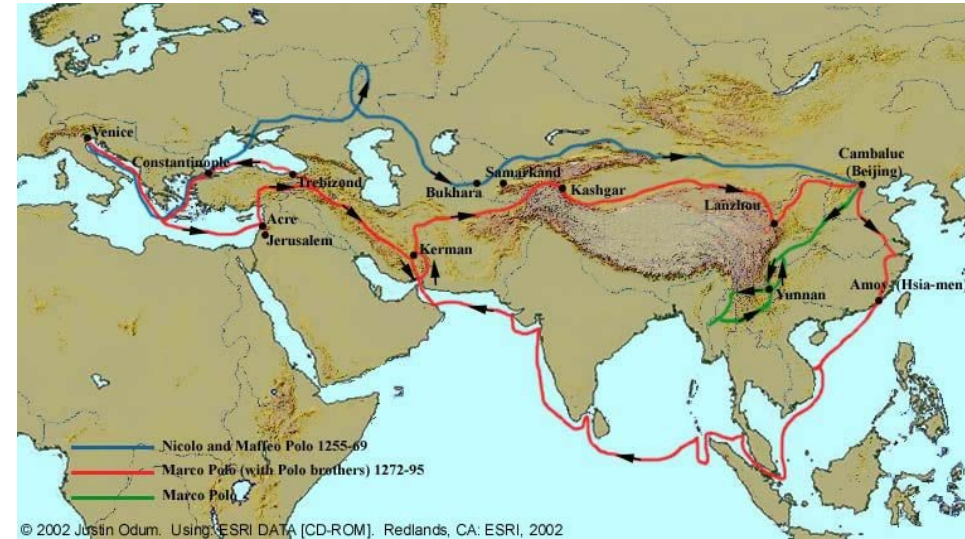 Venice
Constantinople
Trebizond
Bukhara
Samarkand
Kashgar
Cambaluc
(Beijing)
Lanzhou
Acre
Jerusalem
Kerman
Yunnan
Amoy (Hsia-men)
Nicolo and Maffeo Polo 1255-69
Marco Polo (with Polo brothers) 1272-95
Marco Polo
© 2002 Justin Odum. Using: ESRI DATA [CD-ROM]. Redlands, CA: ESRI, 2002